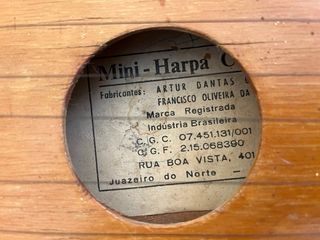 Mini-Harpa C
Fabricantes: ARTUR DANTAS
FRANCISCO OLIVEIRA DA
Marca Registrada
Indústria Brasileira
C.G.C. 07.451.131/001
C.G.F. 2.15.068390
RUA BOA VISTA, 401
Juazeiro do Norte —